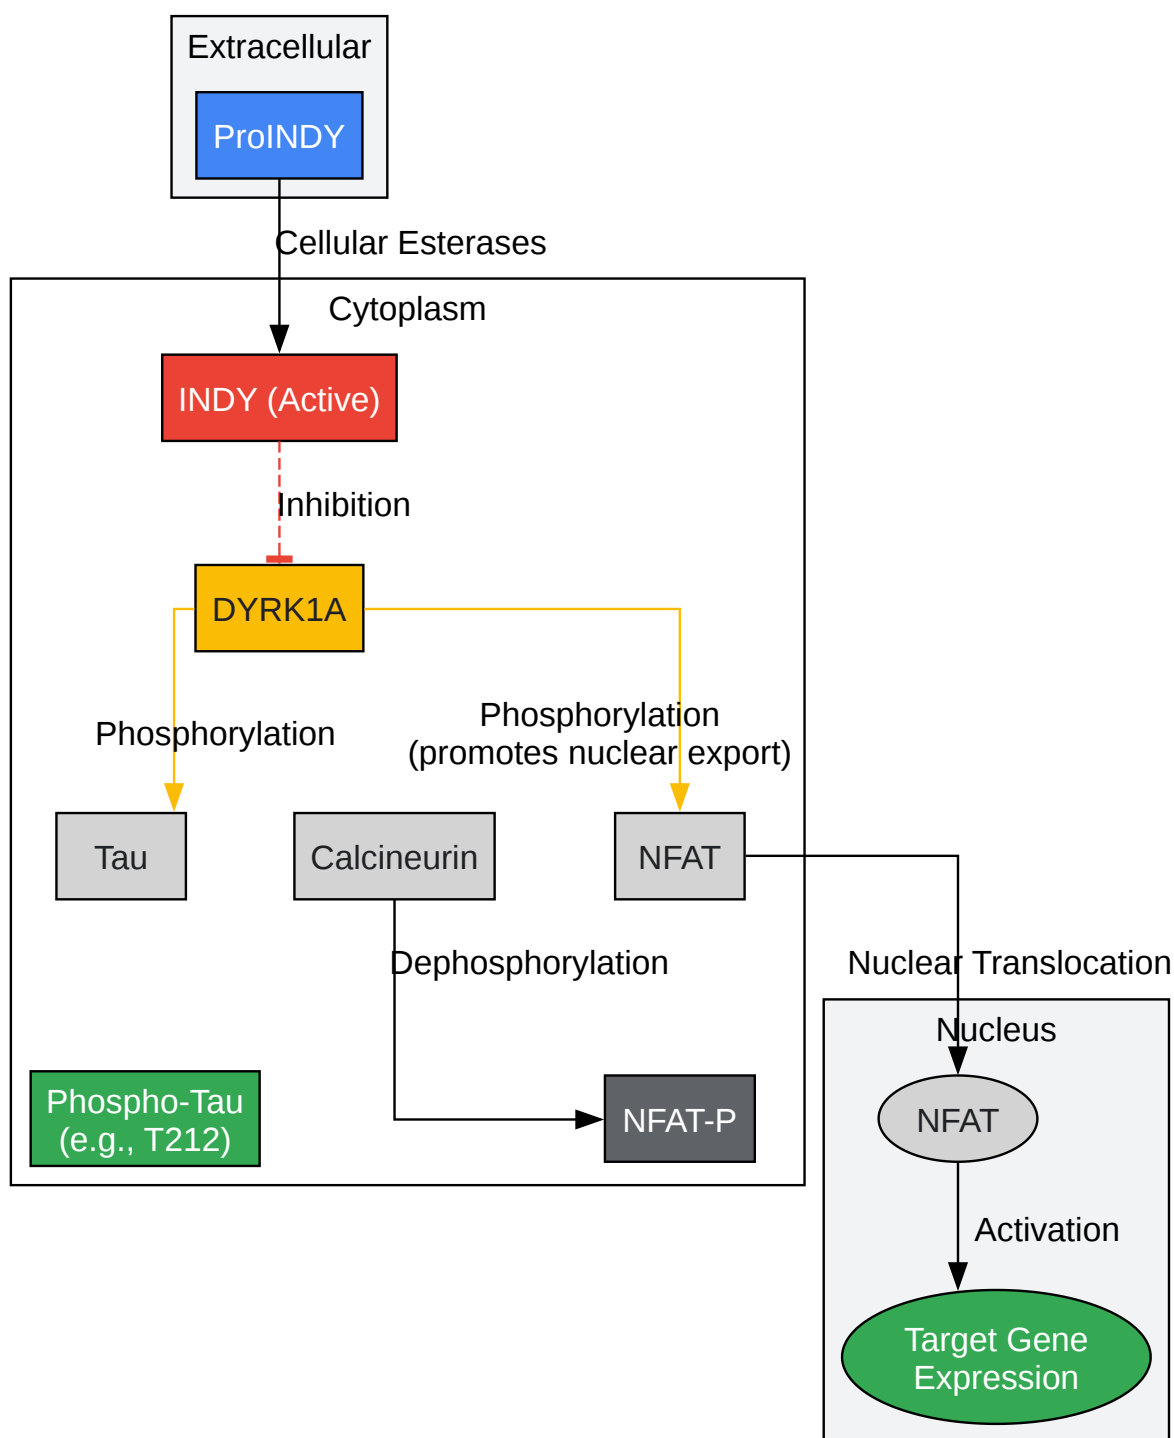 Extracellular
ProINDY
Cellular Esterases
Cytoplasm
INDY (Active)
Inhibition
DYRK1A
Phosphorylation
Phosphorylation
(promotes nuclear export)
Tau
Calcineurin
NFAT
Dephosphorylation
Nuclear Translocation
Nucleus
Phospho-Tau
(e.g., T212)
NFAT-P
NFAT
Activation
Target Gene
Expression